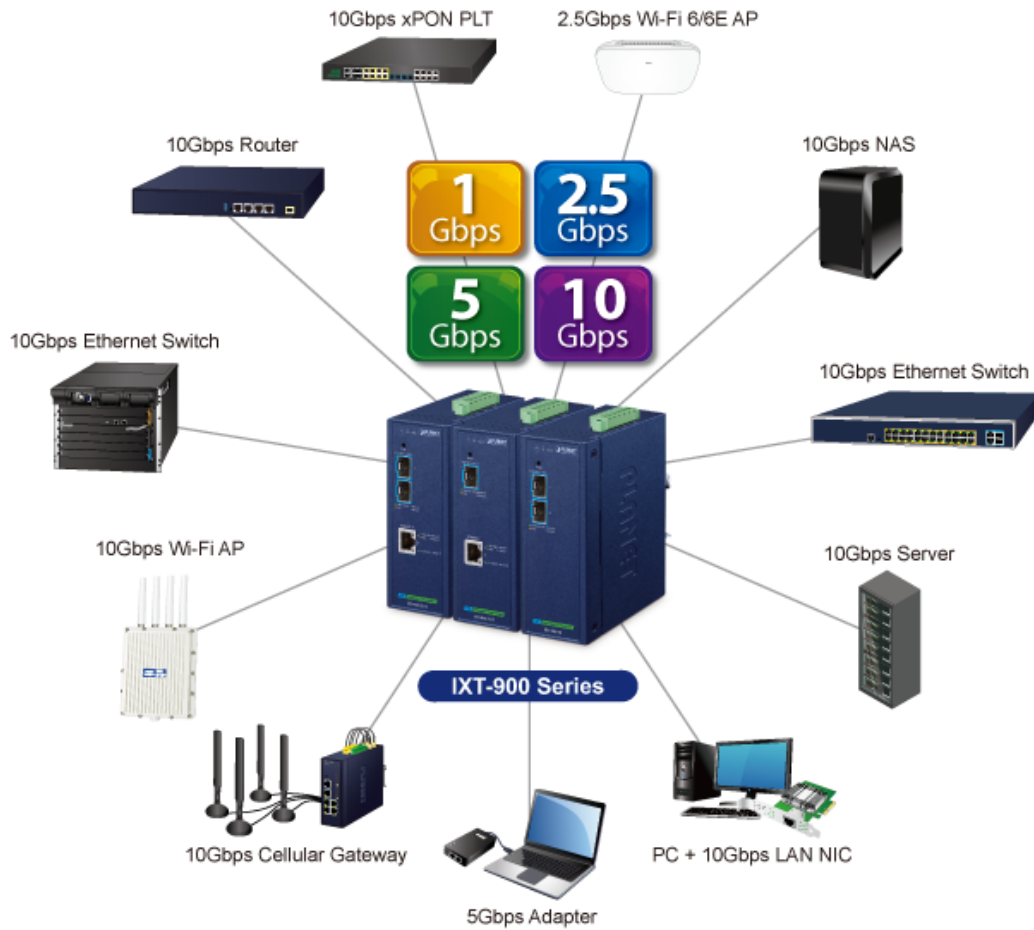 10Gbps xPON PLT
2.5Gbps Wi-Fi 6/6E AP
10Gbps Router
1
Gbps
2.5
Gbps
10Gbps NAS
5
Gbps
10
Gbps
10Gbps Ethernet Switch
10Gbps Ethernet Switch
PLANET
10Gbps Wi-Fi AP
10Gbps Server
IXT-900 Series
10Gbps Cellular Gateway
PC + 10Gbps LAN NIC
5Gbps Adapter